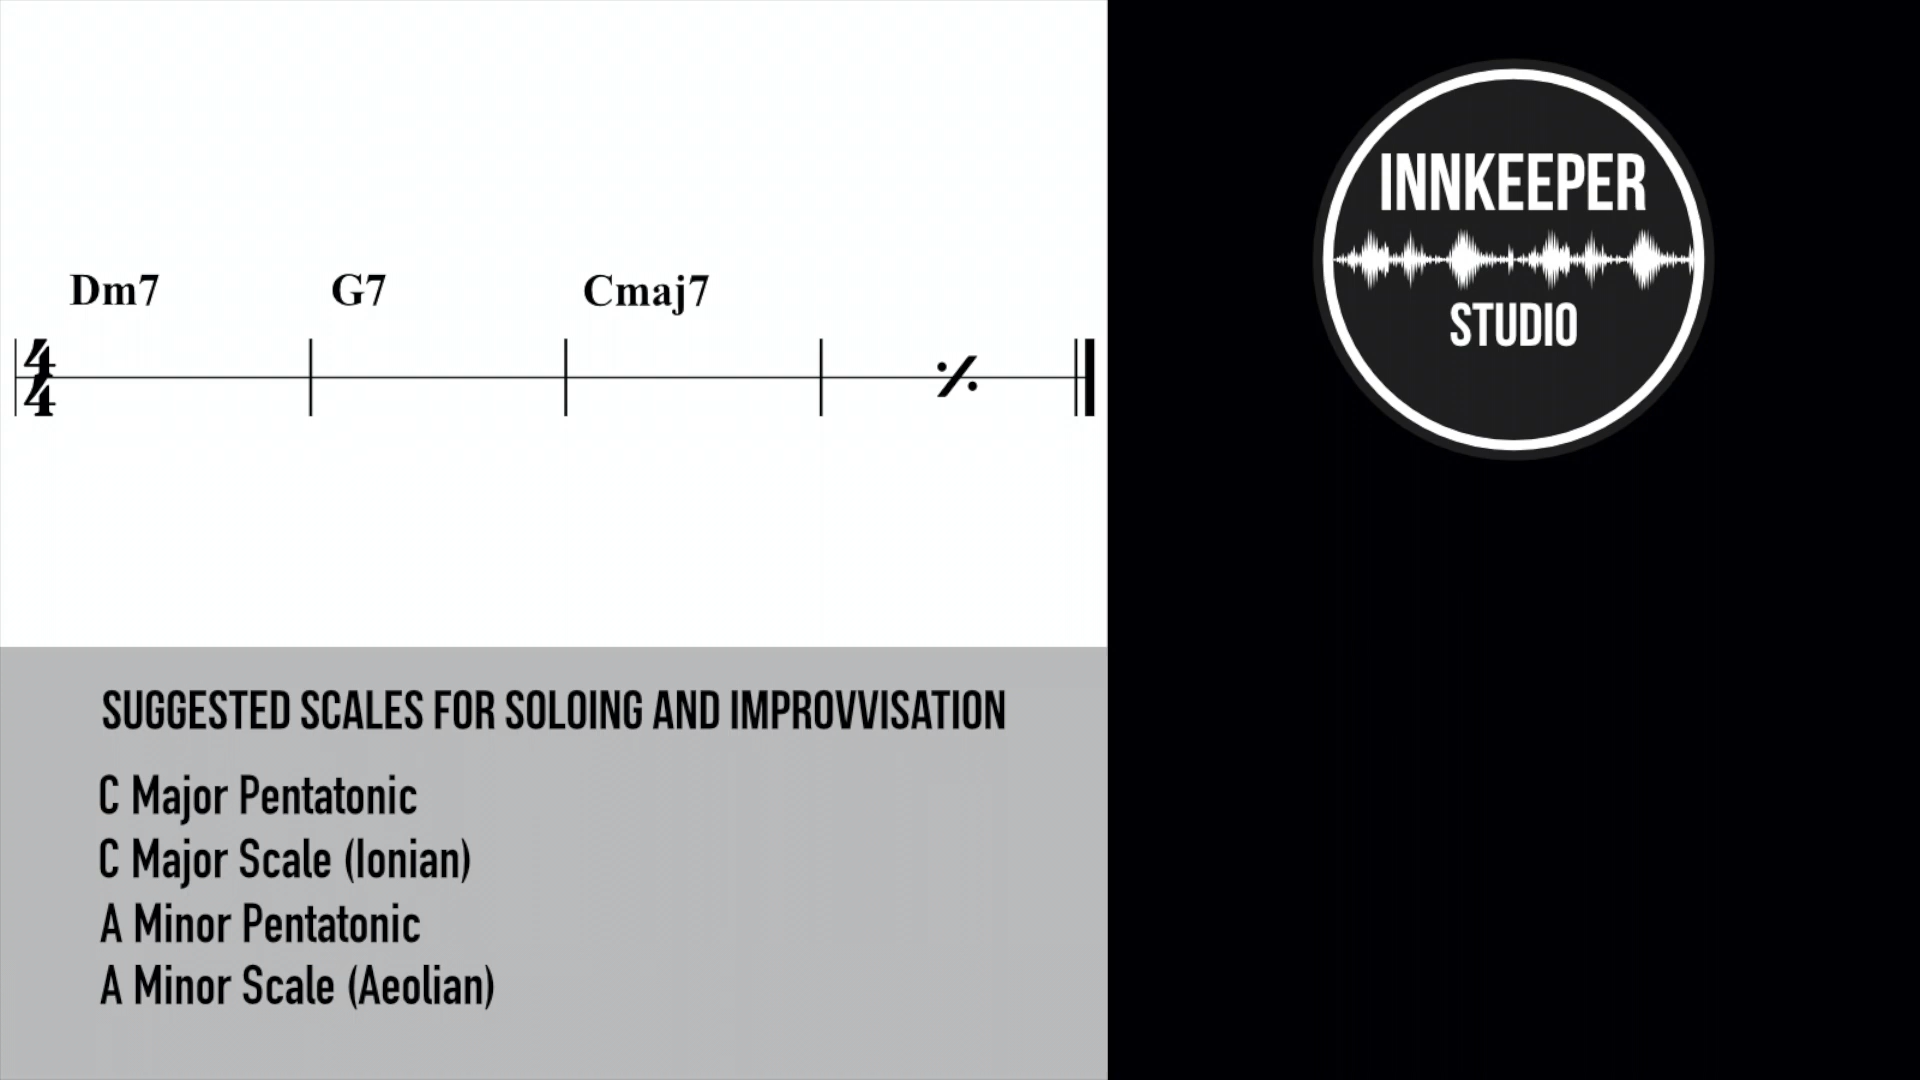 Dm7 G7 Cmaj7
4
4
SUGGESTED SCALES FOR SOLOING AND IMPROVVISATION
C Major Pentatonic
C Major Scale (Ionian)
A Minor Pentatonic
A Minor Scale (Aeolian)
INNKEEPER
STUDIO